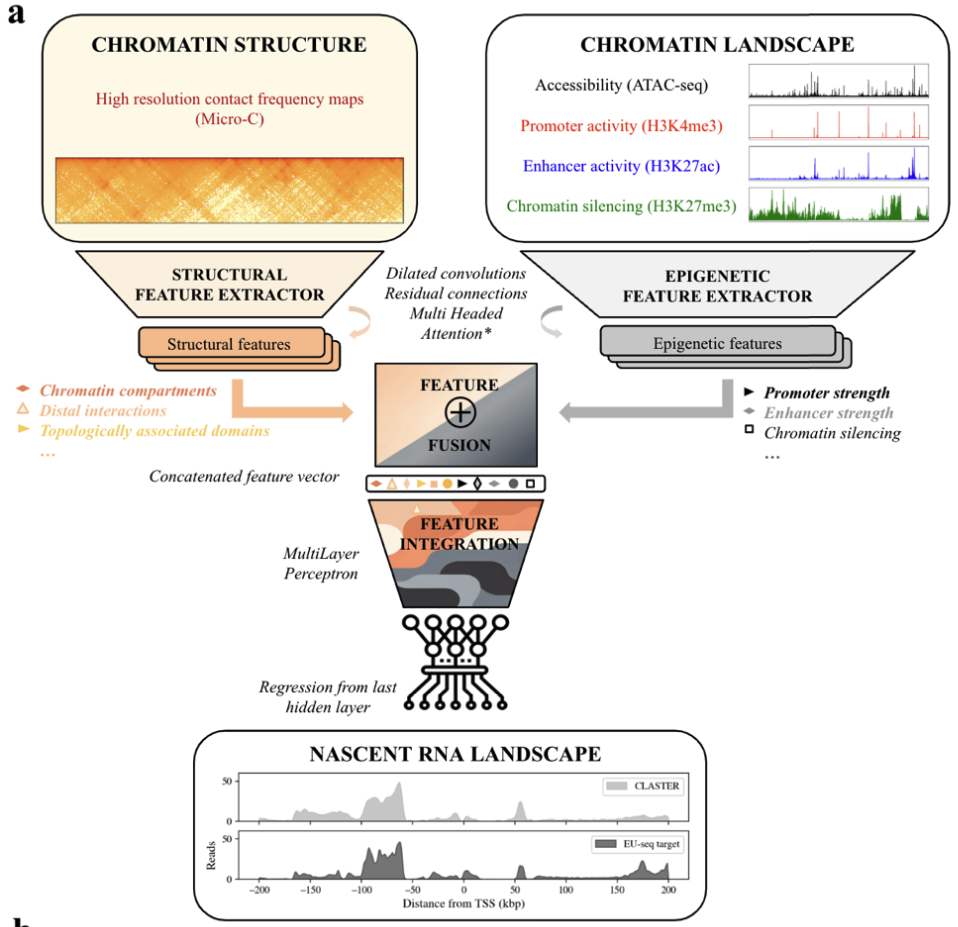 a
CHROMATIN STRUCTURE
High resolution contact frequency maps
(Micro-C)
CHROMATIN LANDSCAPE
Accessibility (ATAC-seq)
Promoter activity (H3K4me3)
Enhancer activity (H3K27ac)
Chromatin silencing (H3K27me3)
STRUCTURAL
FEATURE EXTRACTOR
Dilated convolutions
Residual connections
Multi Headed
Attention*
EPIGENETIC
FEATURE EXTRACTOR
Structural features
Epigenetic features
Chromatin compartments
Distal interactions
Topologically associated domains
...
FEATURE
FUSION
Promoter strength
Enhancer strength
Chromatin silencing
...
Concatenated feature vector
FEATURE
INTEGRATION
MultiLayer
Perceptron
Regression from last
hidden layer
NASCENT RNA LANDSCAPE
50
0
CLASTER
Reads
50
0
EU-seq target
−200 −150 −100 −50 0 50 100 150 200
Distance from TSS (kbp)